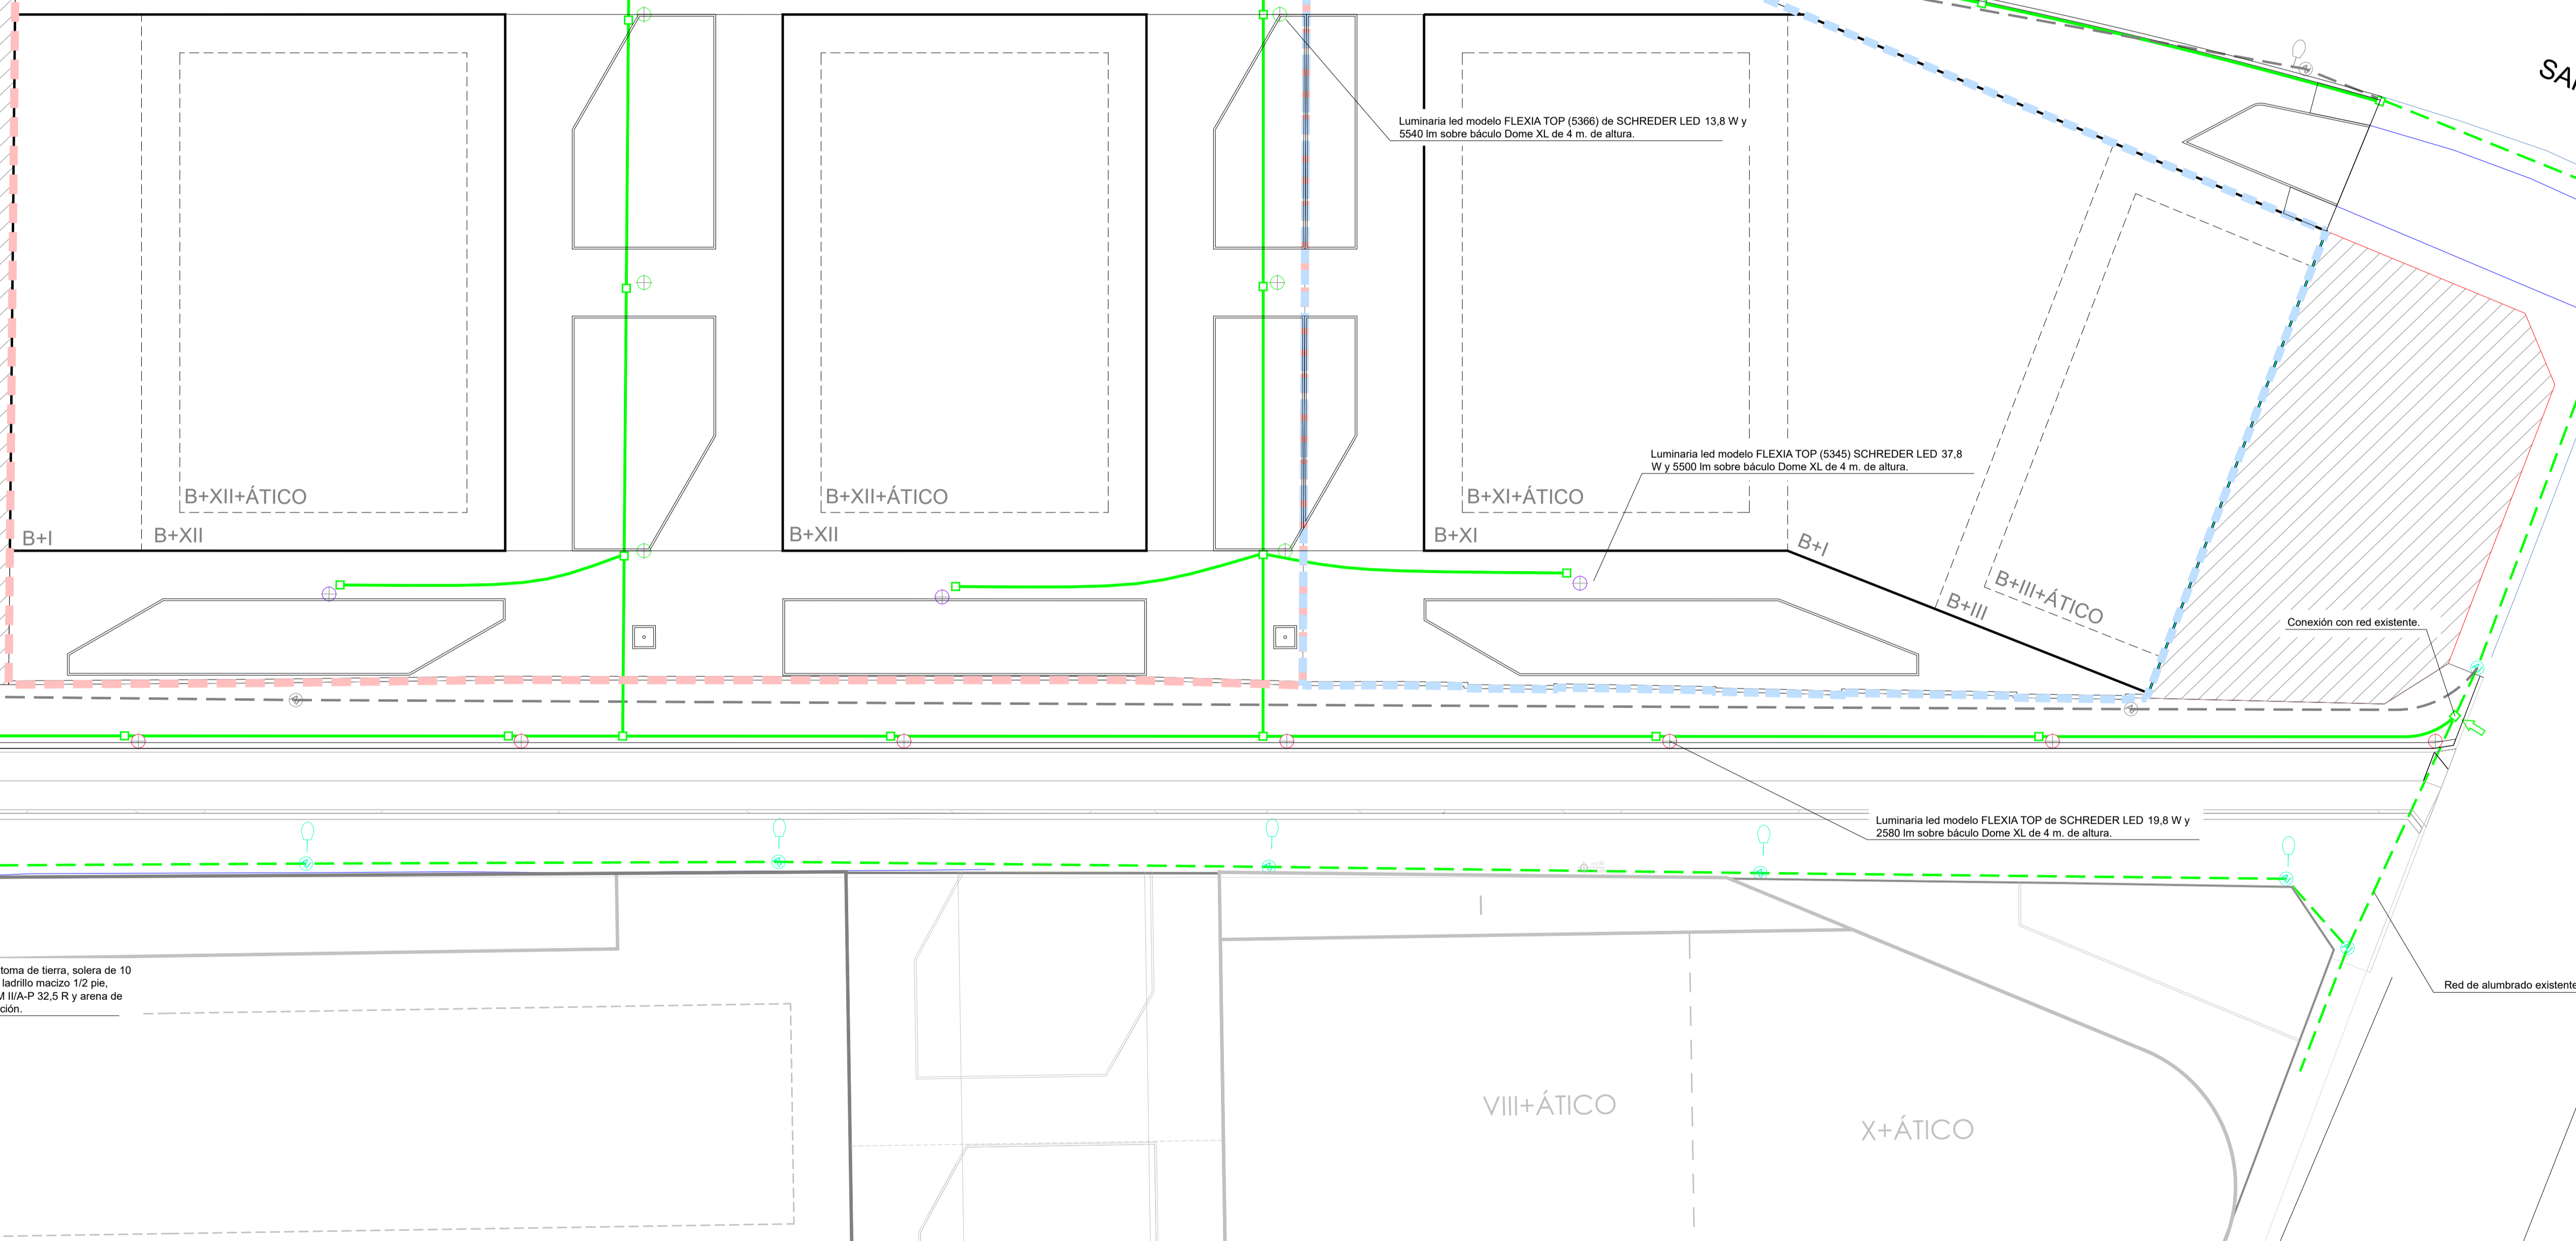 SA
Luminaria led modelo FLEXIA TOP (5366) de SCHREDER LED 13,8 W y
5540 lm sobre báculo Dome XL de 4 m. de altura.
Luminaria led modelo FLEXIA TOP (5345) SCHREDER LED 37,8
W y 5500 lm sobre báculo Dome XL de 4 m. de altura.
B+XII+ÁTICO
B+XII+ÁTICO
B+XI+ÁTICO
B+I
B+XII
B+XII
B+XI
B+I
B+III+ÁTICO
B+III
Conexión con red existente.
Luminaria led modelo FLEXIA TOP de SCHREDER LED 19,8 W y
2580 lm sobre báculo Dome XL de 4 m. de altura.
I
toma de tierra, solera de 10
ladrillo macizo 1/2 pie,
M II/A-P 32,5 R y arena de
ción.
Red de alumbrado existente
VIII+ÁTICO
X+ÁTICO